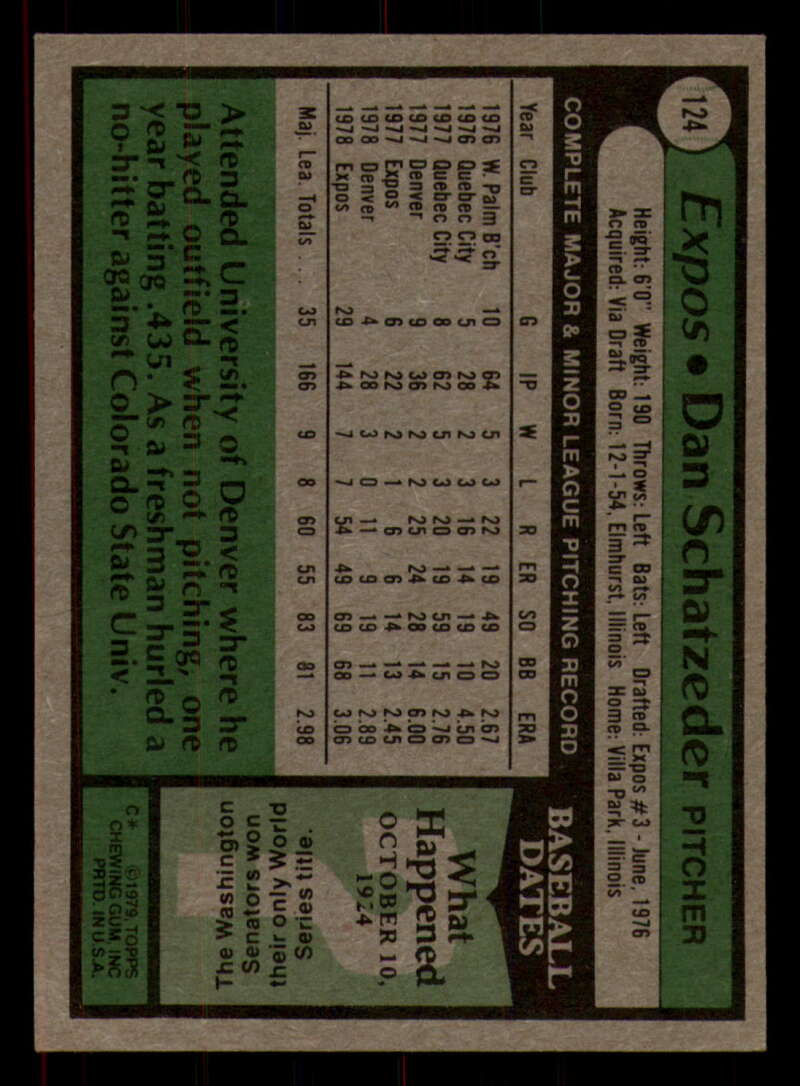 124
Expos • Dan Schatzeder PITCHER
Height: 6'0" Weight: 190 Throws: Left Bats: Left Drafted: Expos #3 - June, 1976
Acquired: Via Draft Born: 12-1-54, Elmhurst, Illinois Home: Villa Park, Illinois
COMPLETE MAJOR & MINOR LEAGUE PITCHING RECORD
Year Club G IP W L R ER SO BB ERA
1976 W. Palm B'ch 10 64 5 3 22 19 49 20 2.67
1976 Quebec City 5 28 2 3 16 14 19 10 4.50
1977 Quebec City 8 62 5 3 20 19 59 15 2.76
1977 Denver 9 36 2 2 25 24 28 14 6.00
1977 Expos 6 22 2 1 6 6 14 13 2.45
1978 Denver 4 28 3 0 11 9 19 11 2.89
1978 Expos 29 144 7 7 54 49 69 68 3.06
Maj. Lea. Totals . . . 35 166 9 8 60 55 83 81 2.98
Attended University of Denver where he
played outfield when not pitching, one
year batting .435. As a freshman hurled a
no-hitter against Colorado State Univ.
BASEBALL
DATES
What
Happened
OCTOBER 10,
1924
The Washington
Senators won
their only World
Series title.
C* ©1979, TOPPS
CHEWING GUM, INC
PRTD. IN U.S.A.